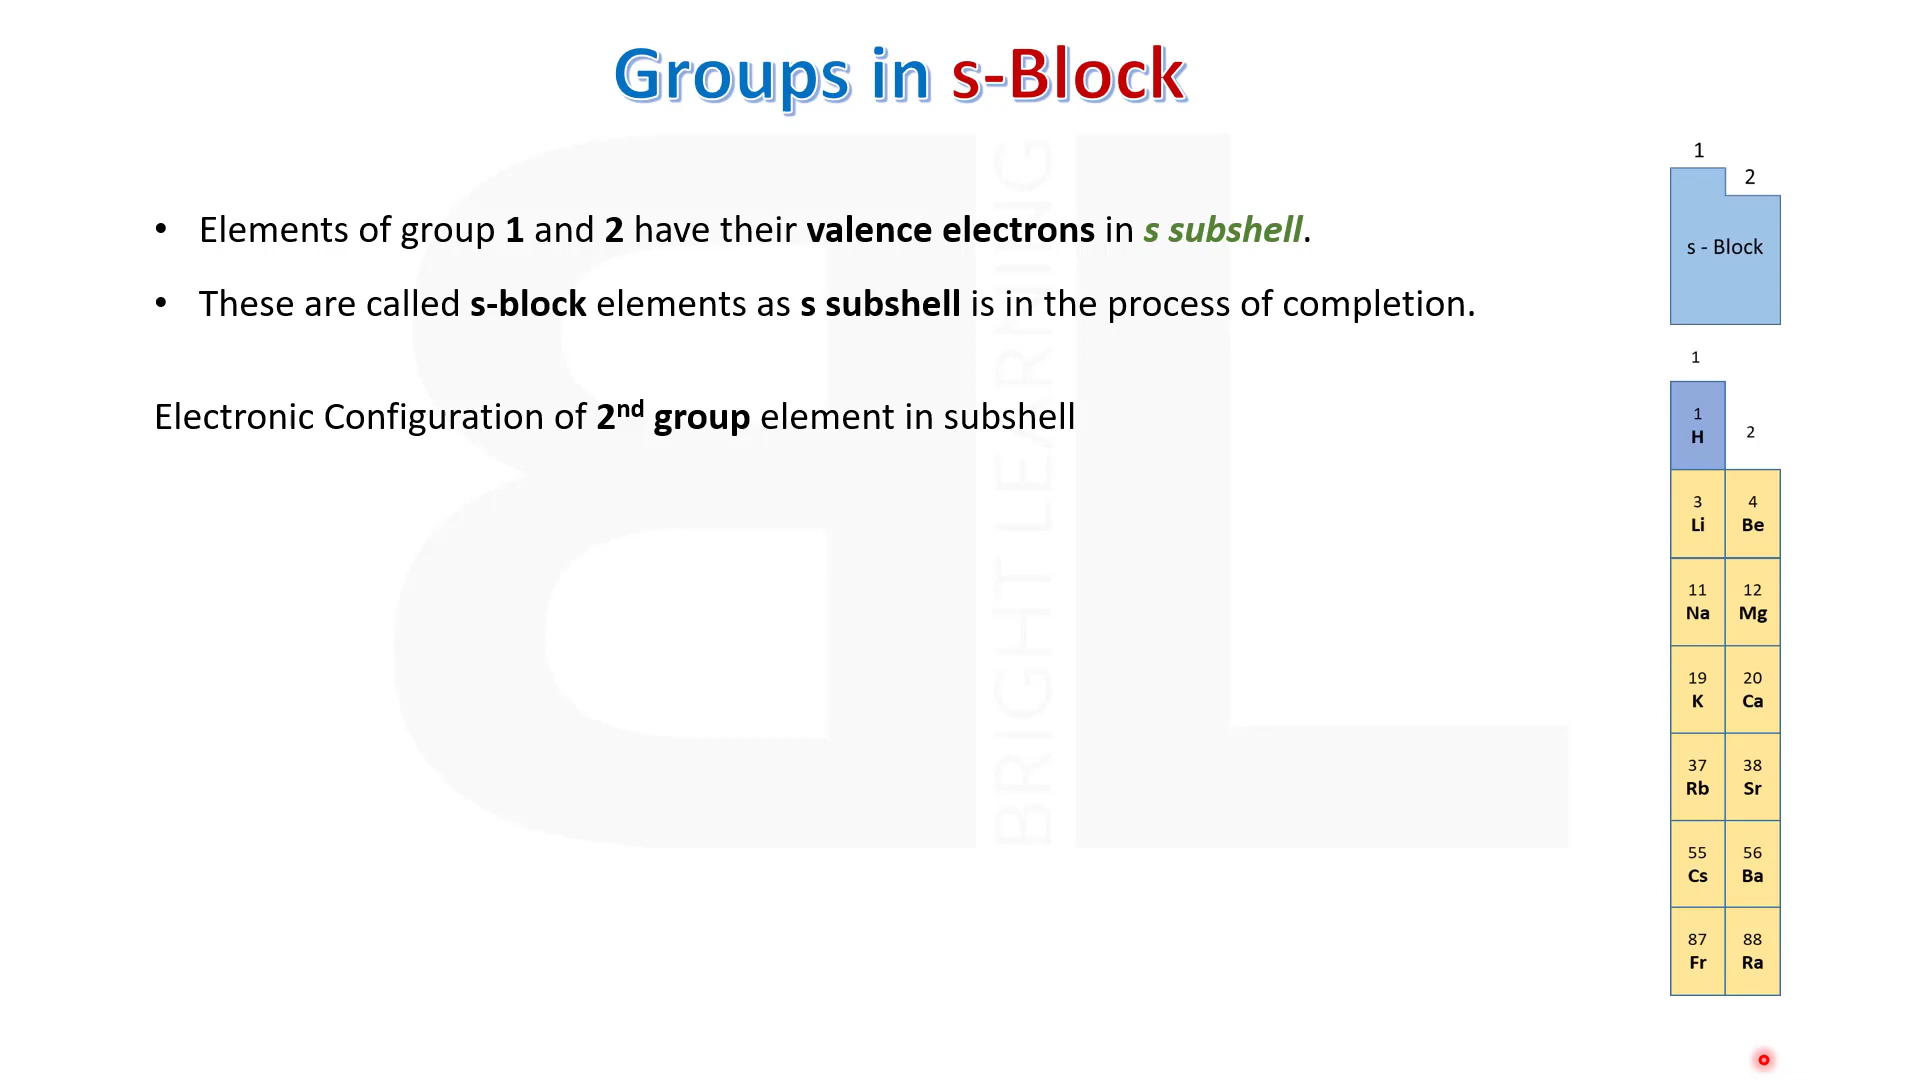 Groups in s-Block
• Elements of group 1 and 2 have their valence electrons in s subshell.
• These are called s-block elements as s subshell is in the process of completion.
Electronic Configuration of 2nd group element in subshell
BRIGHT LEARNING
1
2
s - Block
1
1
H
2
3
Li
4
Be
11
Na
12
Mg
19
K
20
Ca
37
Rb
38
Sr
55
Cs
56
Ba
87
Fr
88
Ra